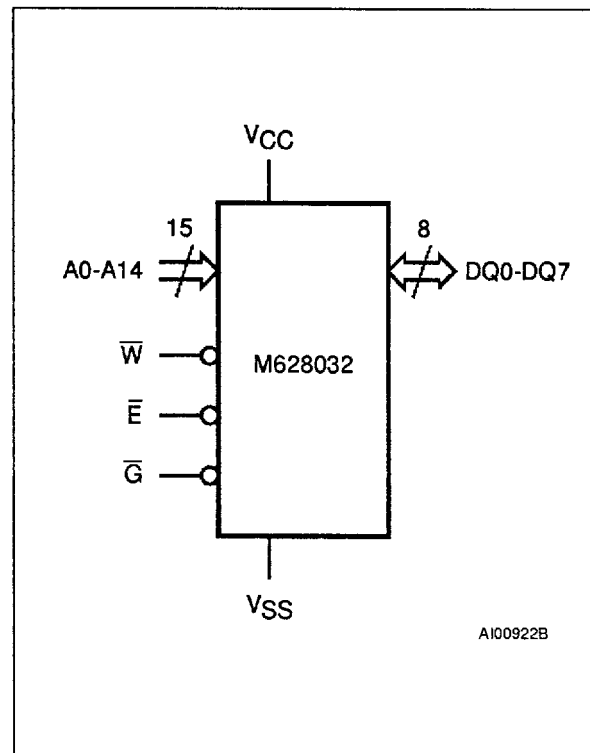 VCC
15
8
A0-A14
DQ0-DQ7
W̅
M628032
E̅
G̅
VSS
AI00922B